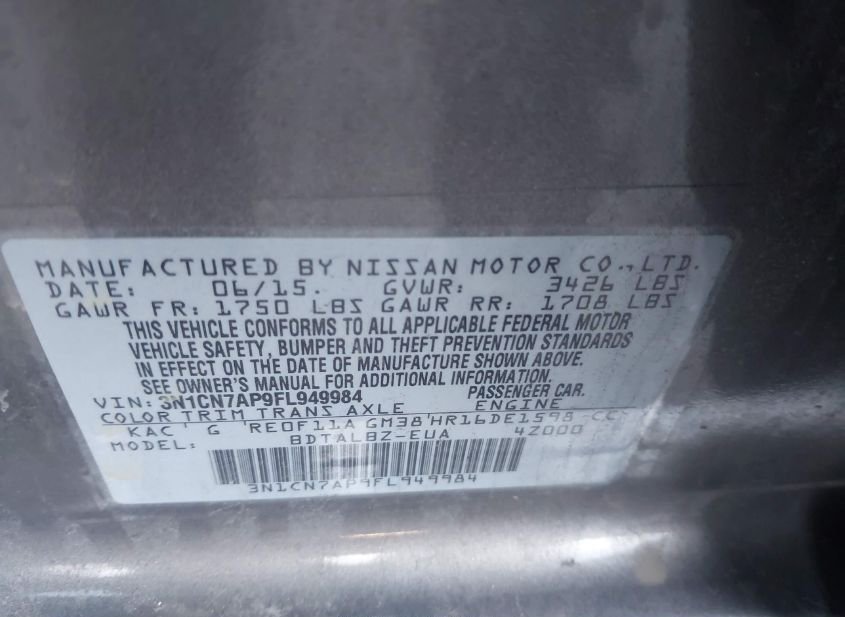 MANUFACTURED BY NISSAN MOTOR CO., LTD.
DATE: 06/15. GVWR: 3426 LBS
GAWR FR: 1750 LBS GAWR RR: 1708 LBS
THIS VEHICLE CONFORMS TO ALL APPLICABLE FEDERAL MOTOR
VEHICLE SAFETY, BUMPER AND THEFT PREVENTION STANDARDS
IN EFFECT ON THE DATE OF MANUFACTURE SHOWN ABOVE.
SEE OWNER'S MANUAL FOR ADDITIONAL INFORMATION.
VIN: 3N1CN7AP9FL949984 PASSENGER CAR.
COLOR TRIM TRANS AXLE ENGINE
KAC G RE0F11A GM38 HR16DE1598 CC
MODEL: BDTALBZ-EUA 4Z000
3N1CN7AP9FL949984